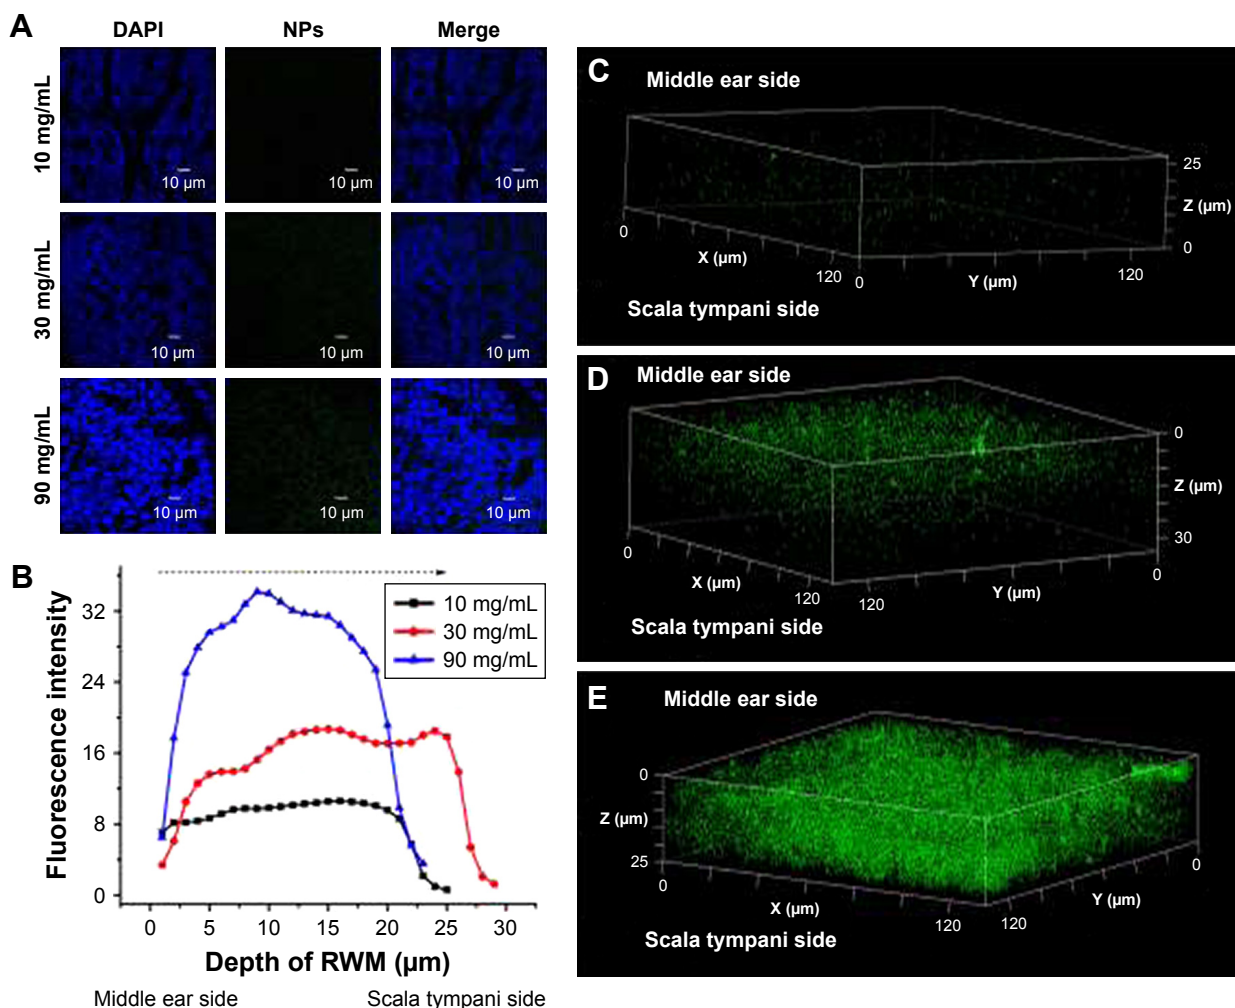 A
DAPI
NPs
Merge
10 mg/mL
10 µm
10 µm
10 µm
30 mg/mL
10 µm
10 µm
10 µm
90 mg/mL
10 µm
10 µm
10 µm
B
Fluorescence intensity
32
24
16
8
0
10 mg/mL
30 mg/mL
90 mg/mL
0 5 10 15 20 25 30
Depth of RWM (µm)
Middle ear side
Scala tympani side
C
Middle ear side
25
Z (µm)
0
0
X (µm)
120
0
Y (µm)
120
Scala tympani side
D
Middle ear side
0
Z (µm)
30
0
X (µm)
120
120
Y (µm)
0
Scala tympani side
E
Middle ear side
0
Z (µm)
25
0
X (µm)
120
120
Y (µm)
0
Scala tympani side